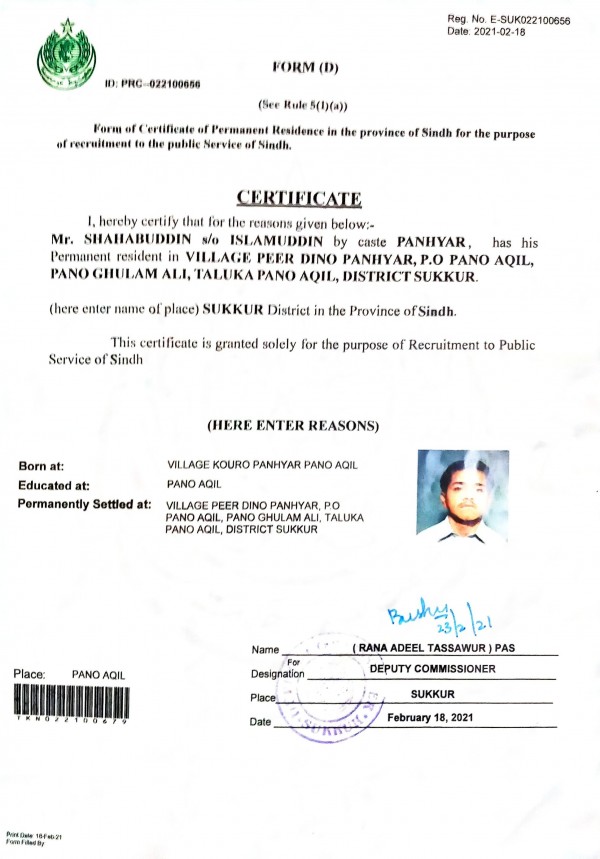 Reg. No. E-SUK022100656
Date: 2021-02-18
FORM (D)
ID: PRC--022100656
(See Rule 5(1)(a))
Form of Certificate of Permanent Residence in the province of Sindh for the purpose
of recruitment to the public Service of Sindh.
CERTIFICATE
I, hereby certify that for the reasons given below:-
Mr. SHAHABUDDIN s/o ISLAMUDDIN by caste PANHYAR, has his
Permanent resident in VILLAGE PEER DINO PANHYAR, P.O PANO AQIL,
PANO GHULAM ALI, TALUKA PANO AQIL, DISTRICT SUKKUR.
(here enter name of place) SUKKUR District in the Province of Sindh.
This certificate is granted solely for the purpose of Recruitment to Public
Service of Sindh
(HERE ENTER REASONS)
Born at: VILLAGE KOURO PANHYAR PANO AQIL
Educated at: PANO AQIL
Permanently Settled at: VILLAGE PEER DINO PANHYAR, P.O
PANO AQIL, PANO GHULAM ALI, TALUKA
PANO AQIL, DISTRICT SUKKUR
23/2/21
Name ( RANA ADEEL TASSAWUR ) PAS
For
Designation DEPUTY COMMISSIONER
Place SUKKUR
Date February 18, 2021
SUKKUR
Place: PANO AQIL
TKN022100679
Print Date: 16-Feb-21
Form Filled By